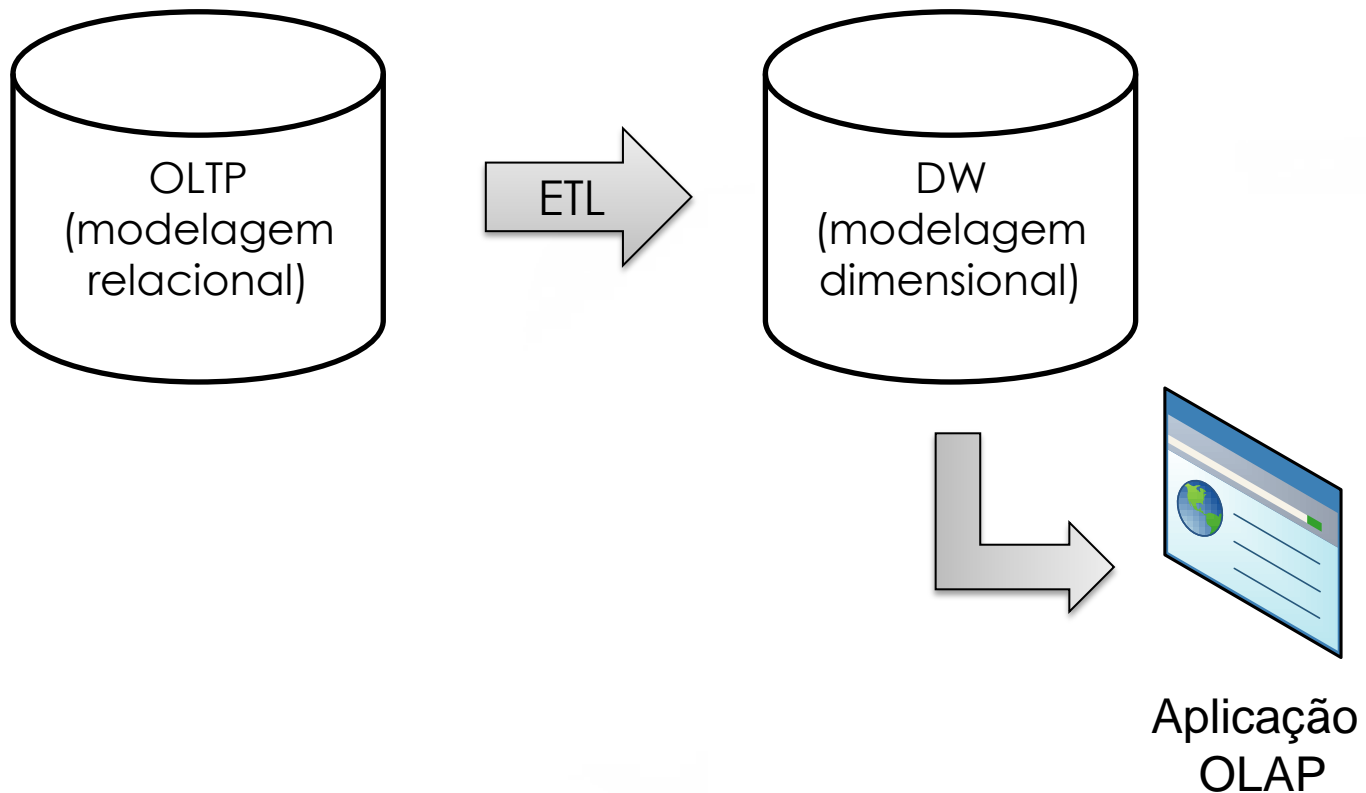 OLTP
(modelagem
relacional)
ETL
DW
(modelagem
dimensional)
Aplicação
OLAP